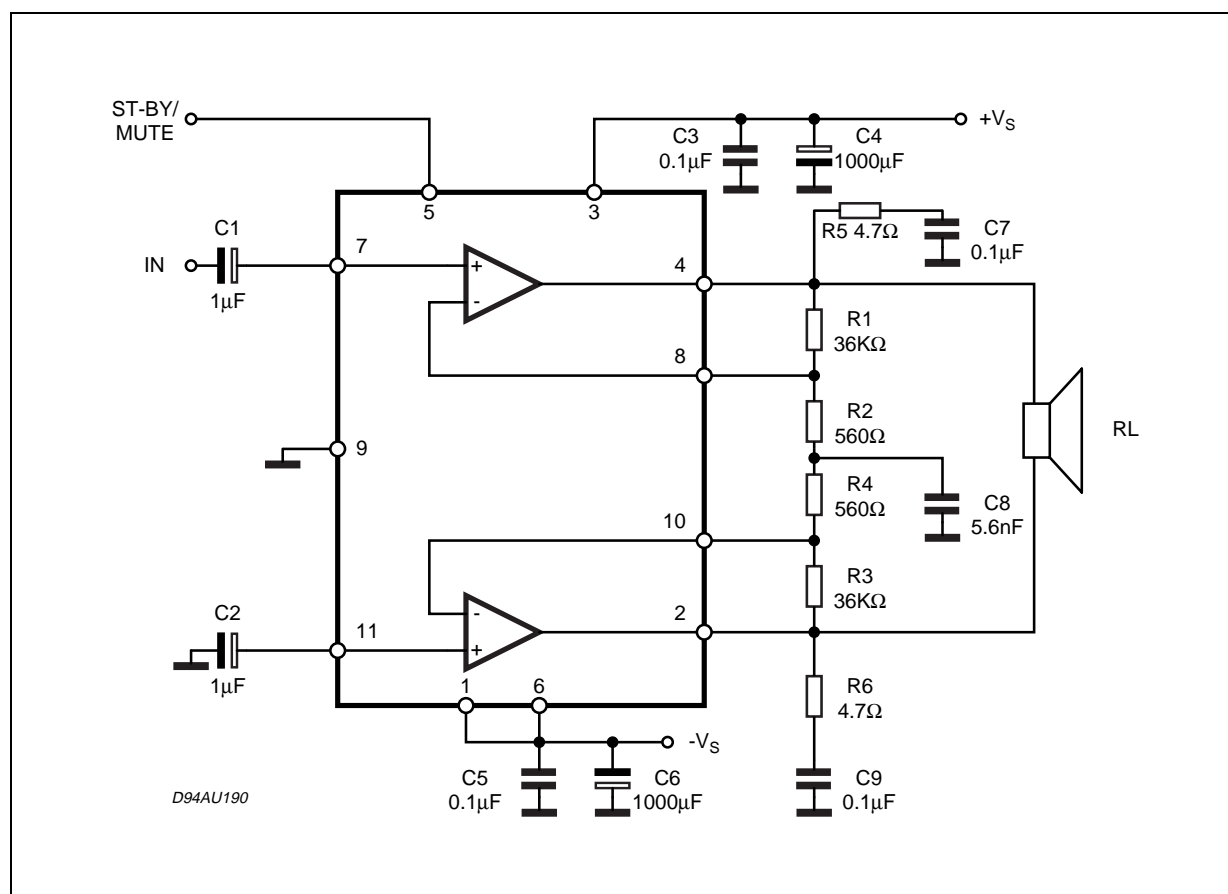 ST-BY/
MUTE
C3
0.1μF
C4
1000μF
+VS
5
3
C1
IN
1μF
7
+
-
4
R5 4.7Ω
C7
0.1μF
R1
36KΩ
8
R2
560Ω
RL
9
R4
560Ω
C8
5.6nF
10
R3
36KΩ
C2
1μF
11
-
+
2
1
6
R6
4.7Ω
-VS
C5
0.1μF
C6
1000μF
C9
0.1μF
D94AU190